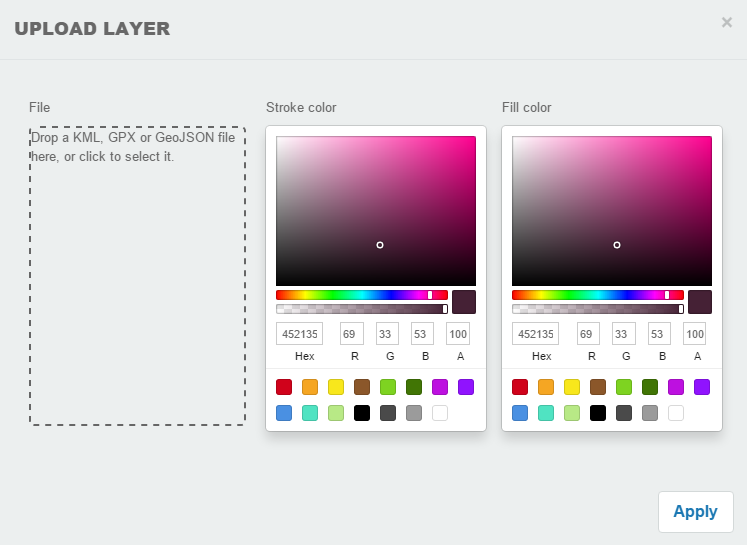 UPLOAD LAYER ×
File
Drop a KML, GPX or GeoJSON file
here, or click to select it.
Stroke color
452135 69 33 53 100
Hex R G B A
Fill color
452135 69 33 53 100
Hex R G B A
Apply